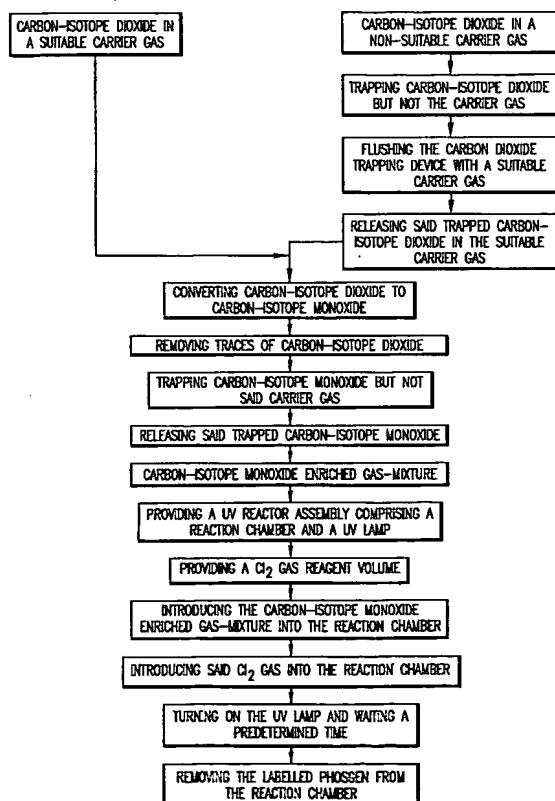 CARBON-ISOTOPE DIOXIDE IN
A SUITABLE CARRIER GAS
CARBON-ISOTOPE DIOXIDE IN A
NON-SUITABLE CARRIER GAS
TRAPPING CARBON-ISOTOPE DIOXIDE
BUT NOT THE CARRIER GAS
FLUSHING THE CARBON DIOXIDE
TRAPPING DEVICE WITH A SUITABLE
CARRIER GAS
RELEASING SAID TRAPPED CARBON-
ISOTOPE DIOXIDE IN THE SUITABLE
CARRIER GAS
CONVERTING CARBON-ISOTOPE DIOXIDE TO
CARBON-ISOTOPE MONOXIDE
REMOVING TRACES OF CARBON-ISOTOPE DIOXIDE
TRAPPING CARBON-ISOTOPE MONOXIDE BUT NOT
SAID CARRIER GAS
RELEASING SAID TRAPPED CARBON-ISOTOPE MONOXIDE
CARBON-ISOTOPE MONOXIDE ENRICHED GAS-MIXTURE
PROVIDING A UV REACTOR ASSEMBLY COMPRISING A
REACTION CHAMBER AND A UV LAMP
PROVIDING A Cl₂ GAS REAGENT VOLUME
INTRODUCING THE CARBON-ISOTOPE MONOXIDE
ENRICHED GAS-MIXTURE INTO THE REACTION CHAMBER
INTRODUCING SAID Cl₂ GAS INTO THE REACTION CHAMBER
TURNING ON THE UV LAMP AND WAITING A
PREDETERMINED TIME
REMOVING THE LABELLED PHOSGEN FROM
THE REACTION CHAMBER